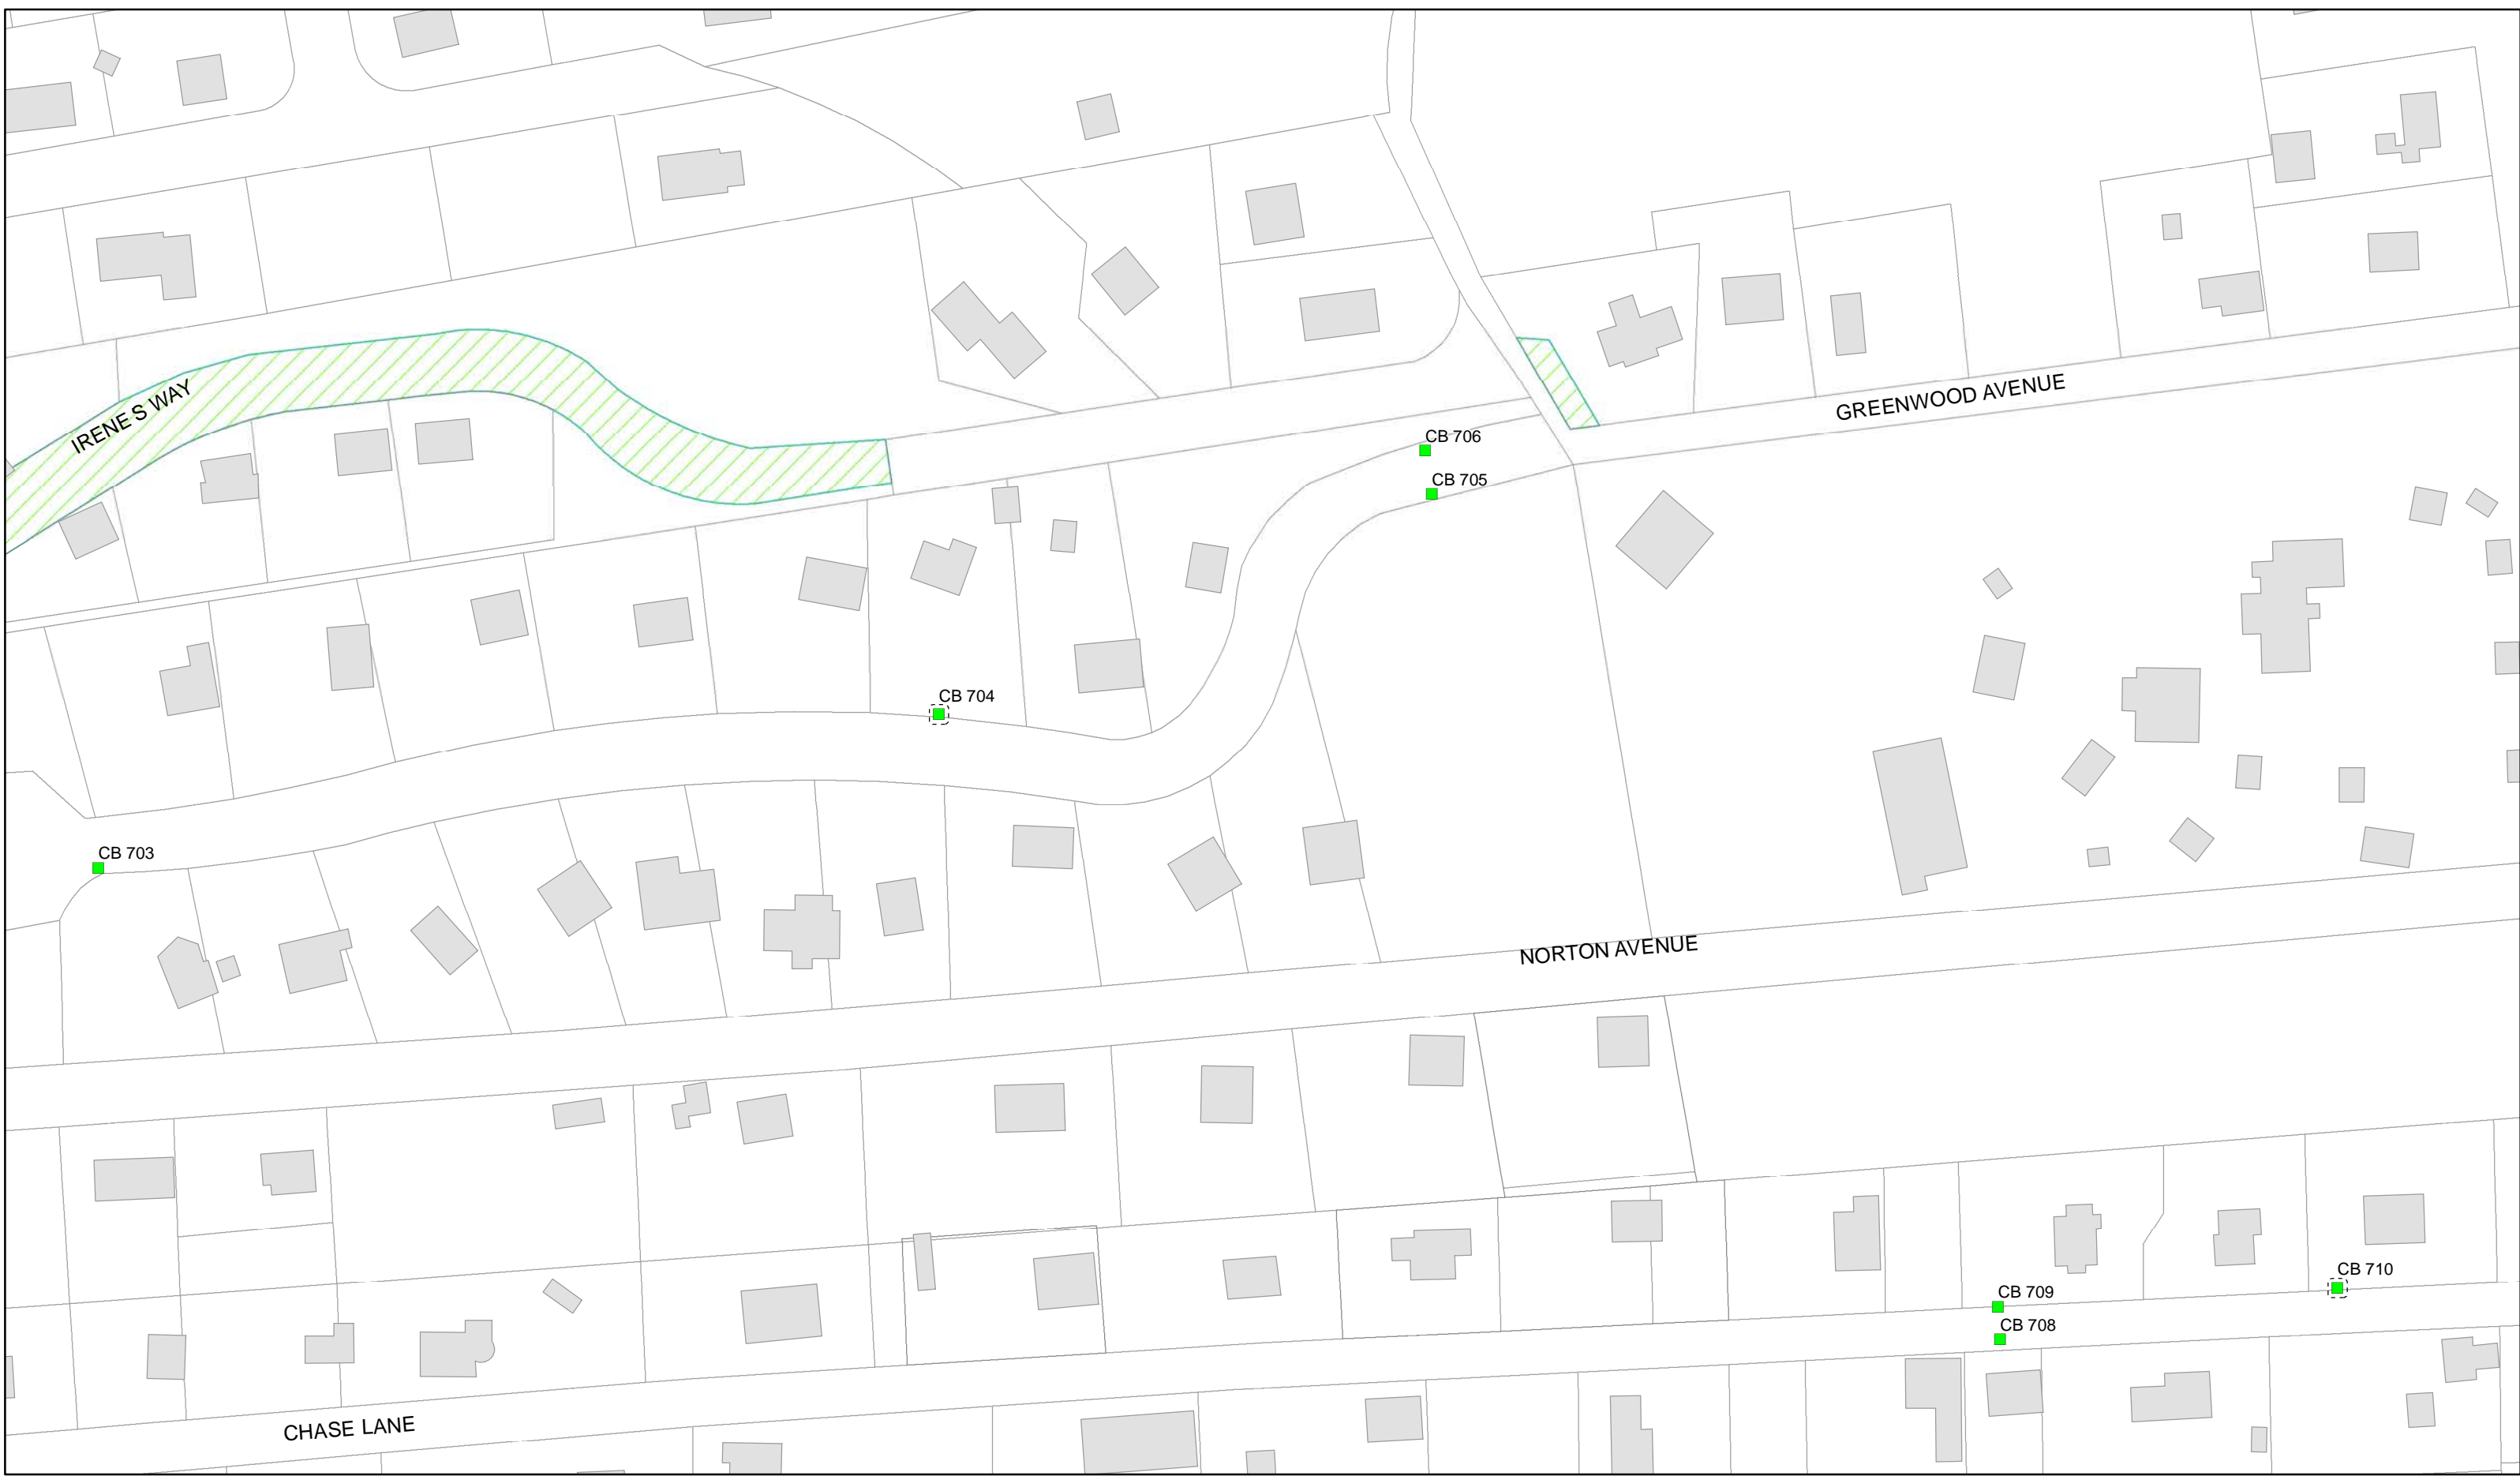 IRENE S WAY
GREENWOOD AVENUE
CB 706
CB 705
CB 704
CB 703
NORTON AVENUE
CB 710
CB 709
CB 708
CHASE LANE